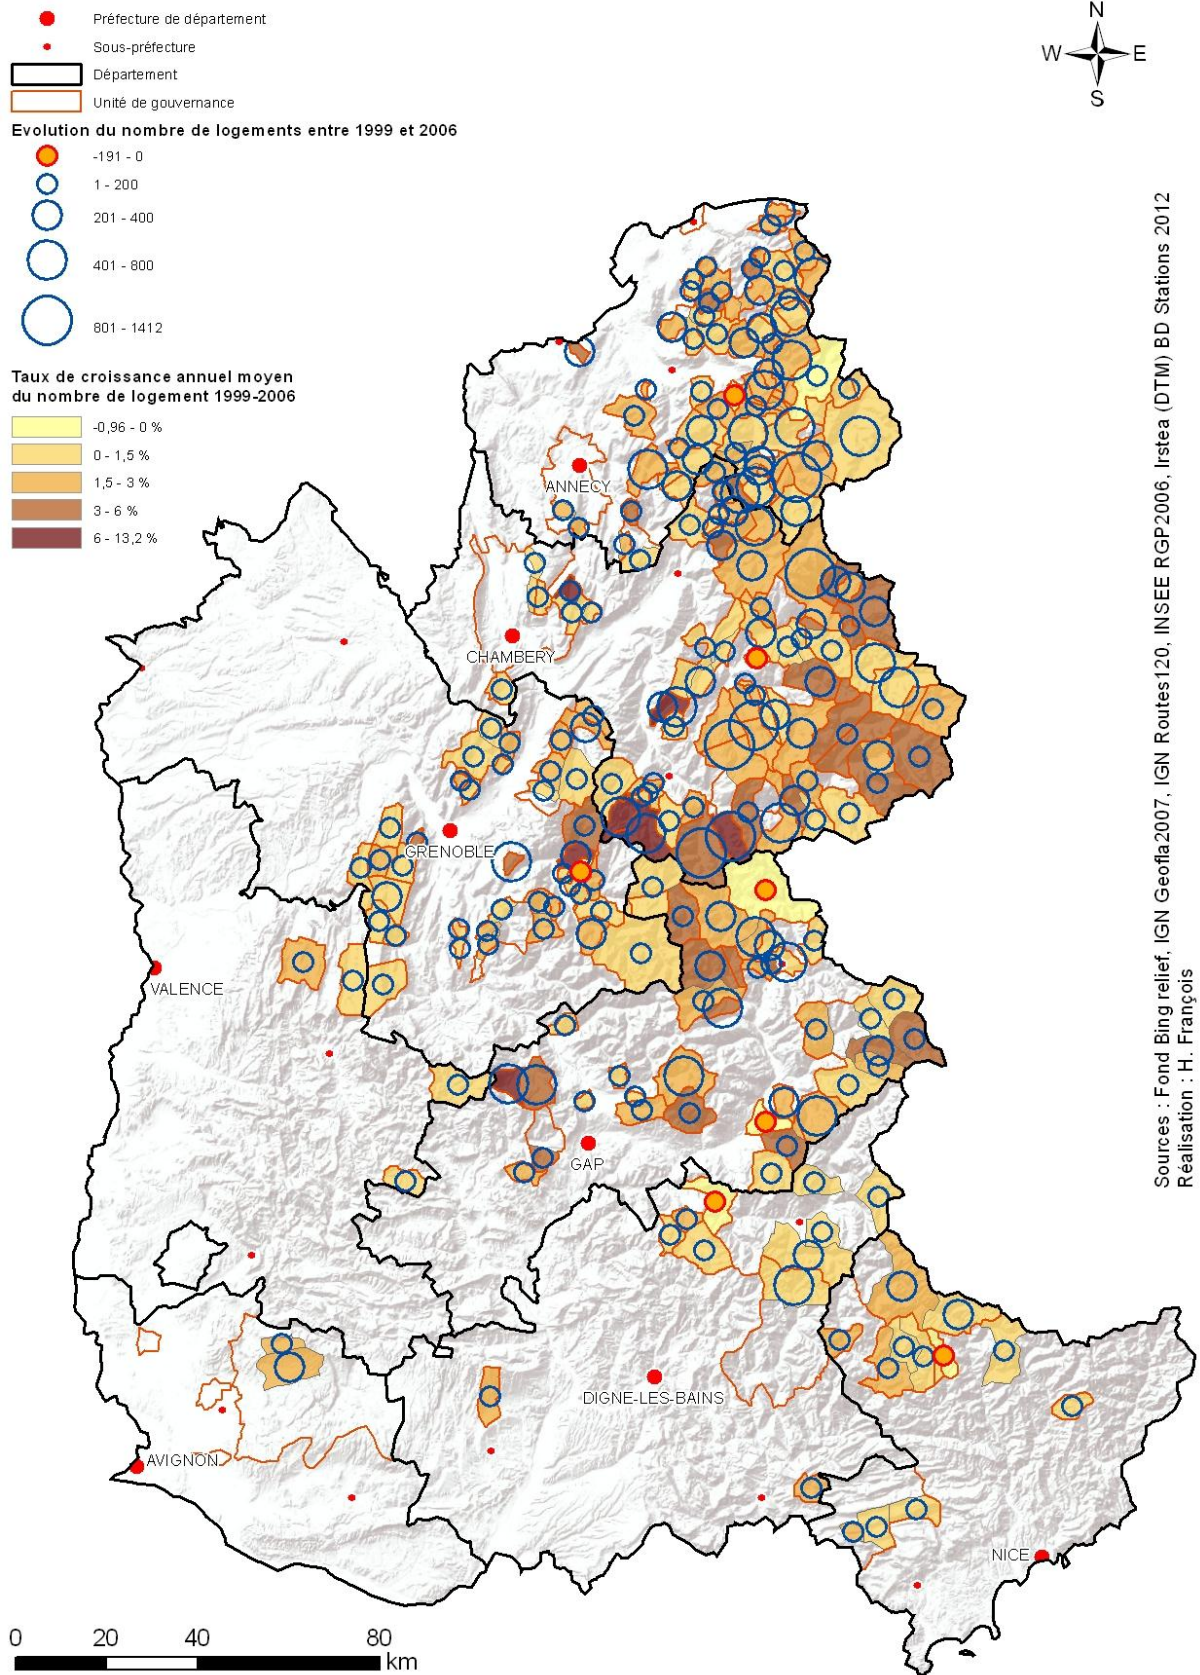 Préfecture de département
Sous-préfecture
Département
Unité de gouvernance
Evolution du nombre de logements entre 1999 et 2006
-191 - 0
1 - 200
201 - 400
401 - 800
801 - 1412
Taux de croissance annuel moyen
du nombre de logement 1999-2006
-0,96 - 0 %
0 - 1,5 %
1,5 - 3 %
3 - 6 %
6 - 13,2 %
N
W
E
S
ANNECY
CHAMBERY
GRENOBLE
VALENCE
GAP
DIGNE-LES-BAINS
AVIGNON
NICE
0
20
40
80
km
Sources : Fond Bing relief, IGN Geofla2007, IGN Routes120, INSEE RGP2006, Irstea (DTM) BD Stations 2012
Réalisation : H. François